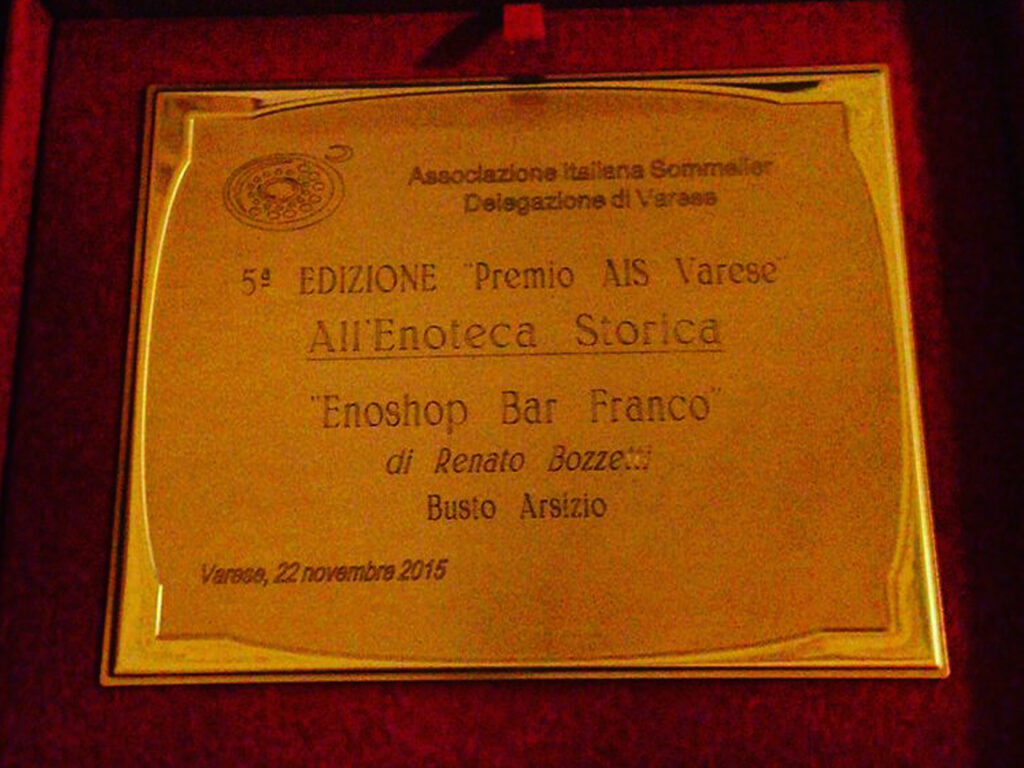 Associazione Italiana Sommelier
Delegazione di Varese
5ª EDIZIONE "Premio AIS Varese"
All'Enoteca Storica
"Enoshop Bar Franco"
di Renato Bozzetti
Busto Arsizio
Varese, 22 novembre 2015